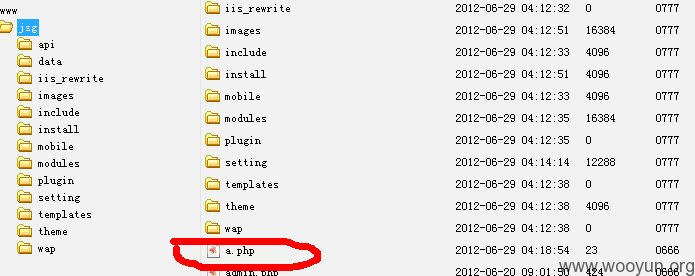 www
jsg
api
data
iis_rewrite
images
include
install
mobile
modules
plugin
setting
templates
theme
wap
iis_rewrite 2012-06-29 04:12:32 0 0777
images 2012-06-29 04:12:51 16384 0777
include 2012-06-29 04:12:33 4096 0777
install 2012-06-29 04:12:51 4096 0777
mobile 2012-06-29 04:12:33 4096 0777
modules 2012-06-29 04:12:35 16384 0777
plugin 2012-06-29 04:12:35 0 0777
setting 2012-06-29 04:14:14 12288 0777
templates 2012-06-29 04:12:38 0 0777
theme 2012-06-29 04:12:38 4096 0777
wap 2012-06-29 04:12:38 0 0777
a.php 2012-06-29 04:18:54 23 0666
admin.php 2012-06-20 09:01:50 424 0666
www.wooyun.org